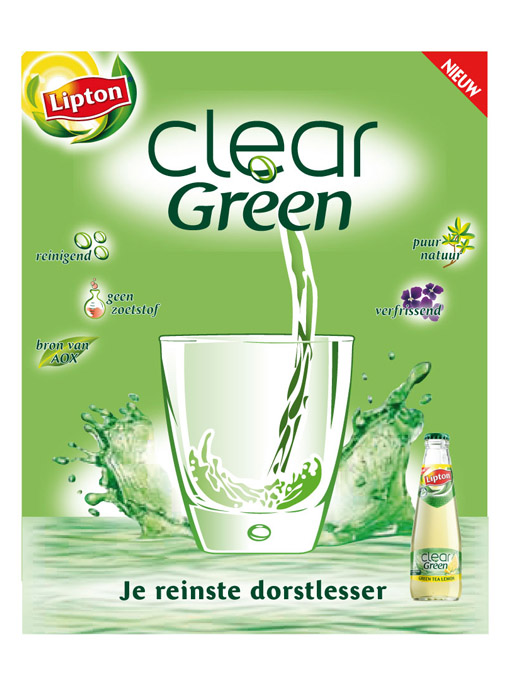 Lipton
NIEUW
clear
Green
reinigend
geen
zoetstof
bron van
AOX
puur
natuur
verfrissend
Lipton
clear
Green
GREEN TEA LEMON
Je reinste dorstlesser